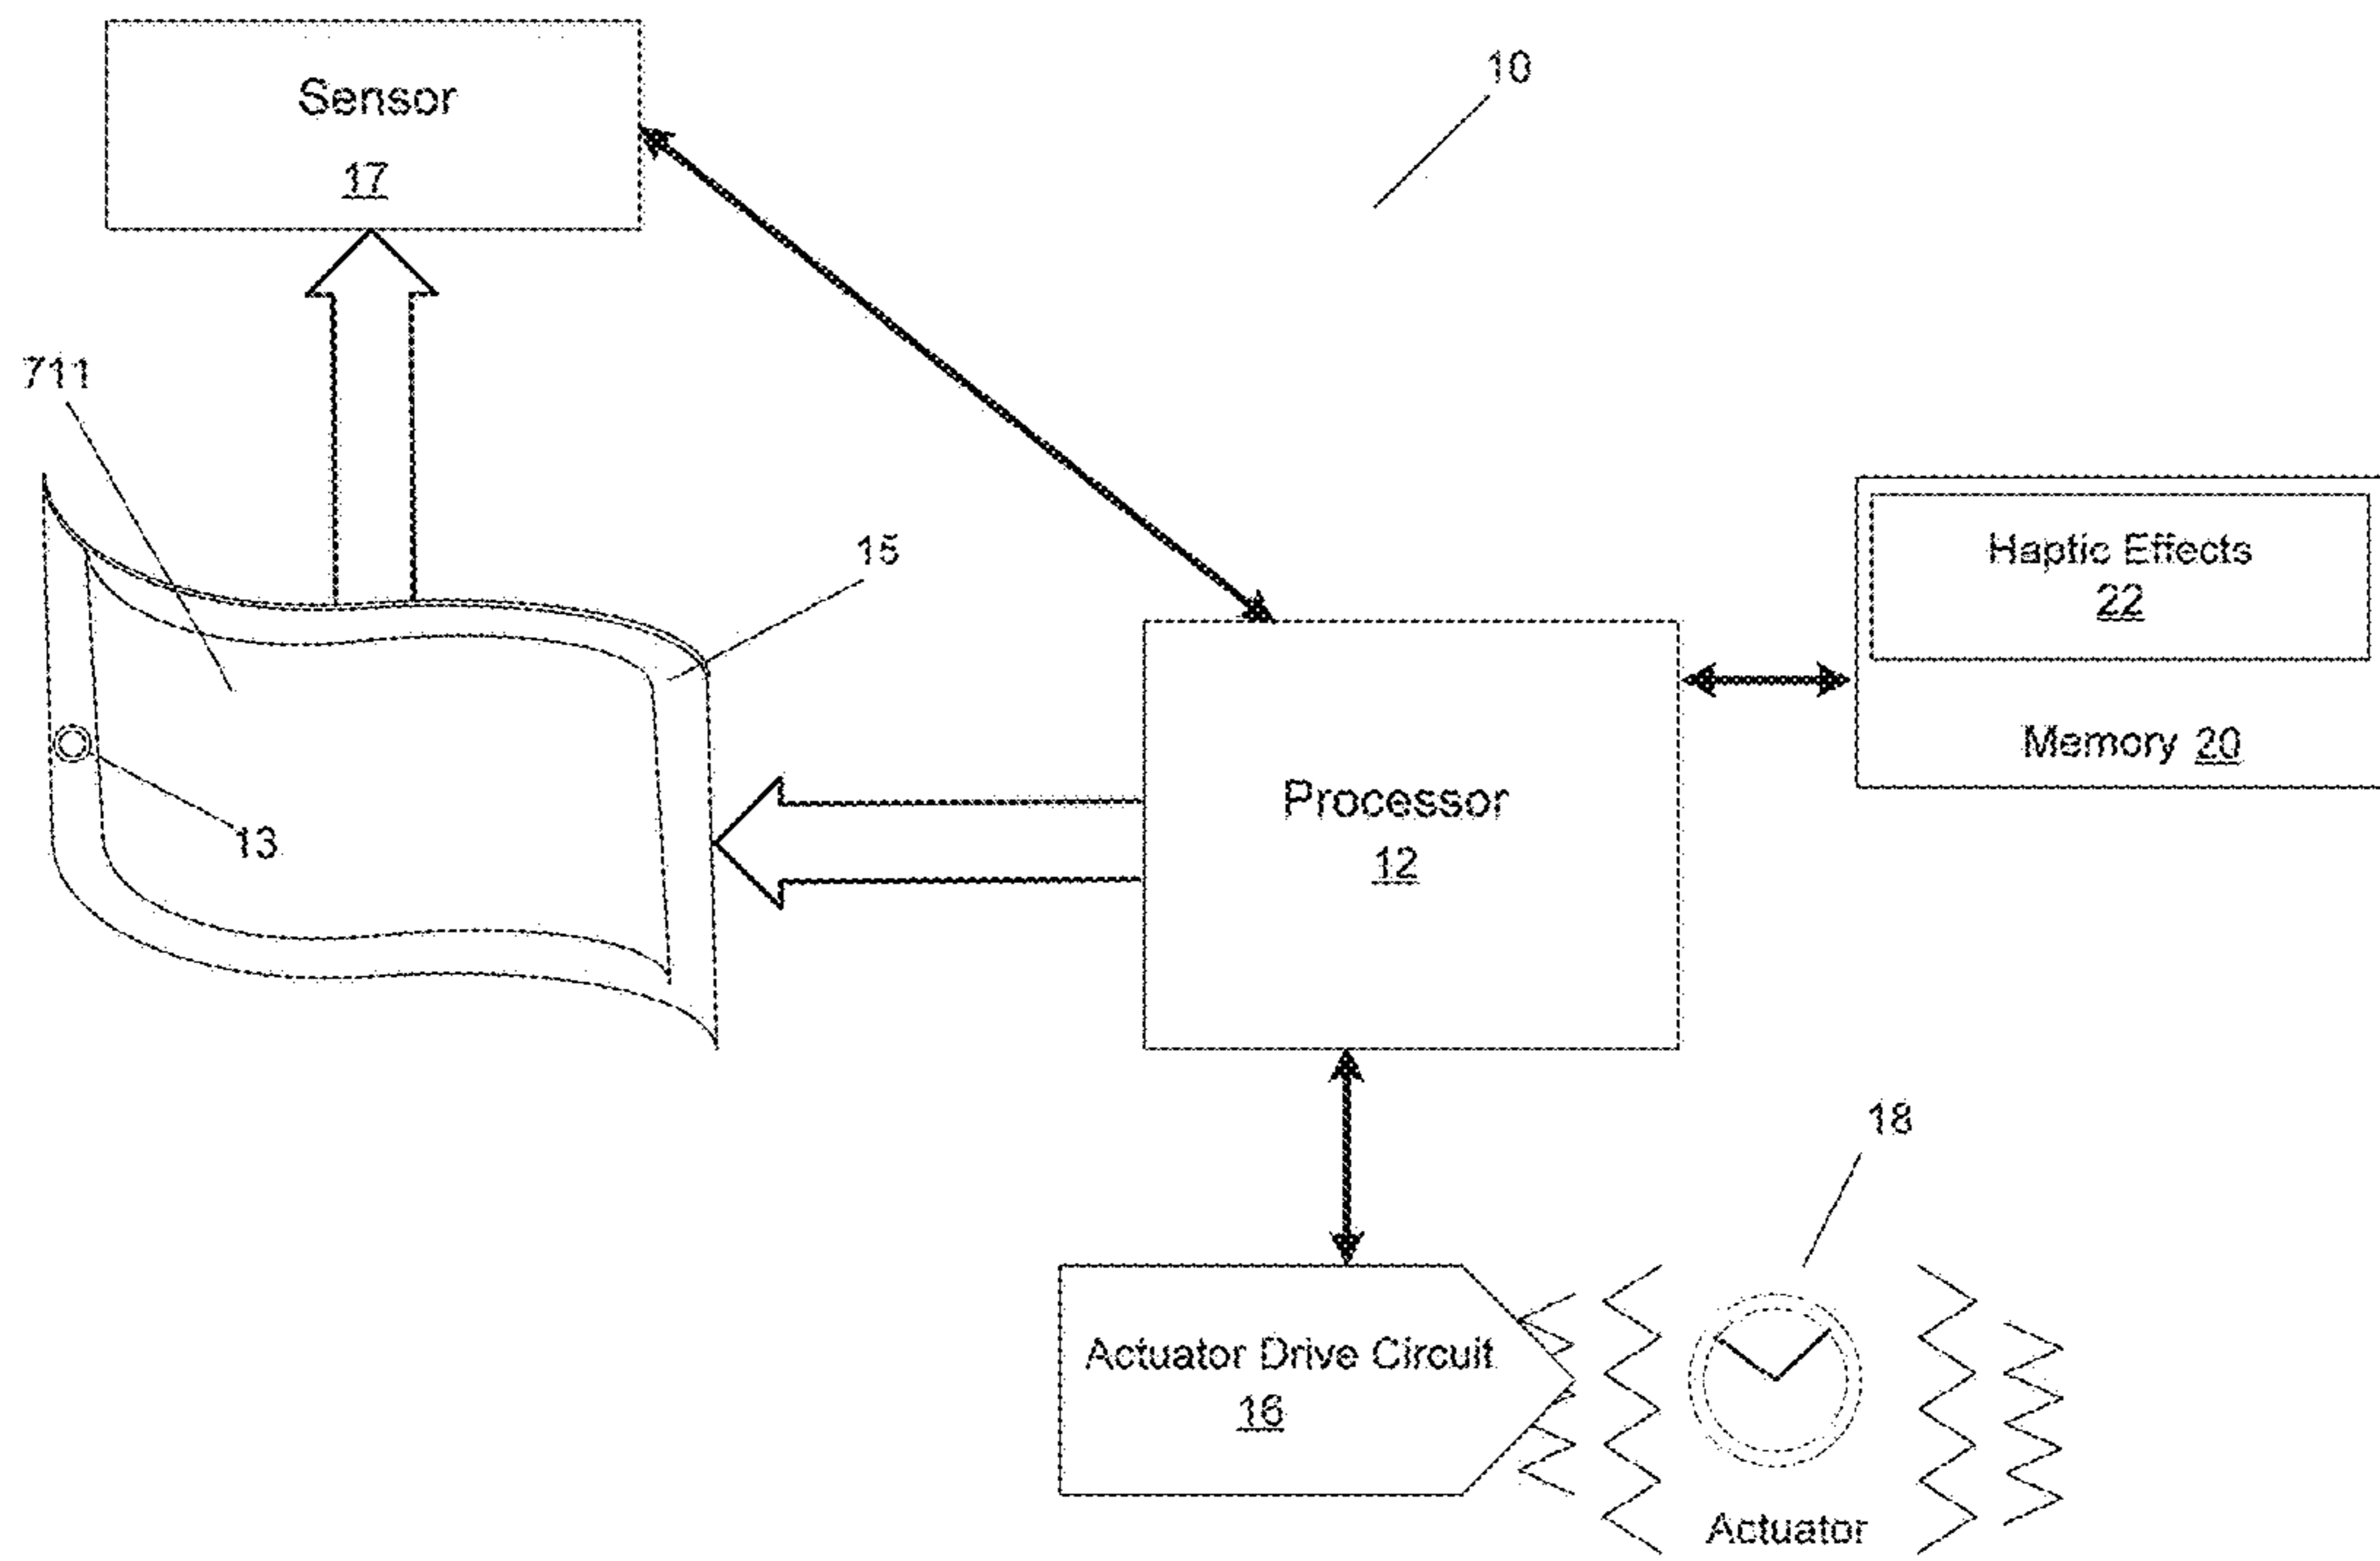 Sensor
17
10
711
15
Haptic Effects
22
Memory 20
Processor
12
13
18
Actuator Drive Circuit
16
Actuator